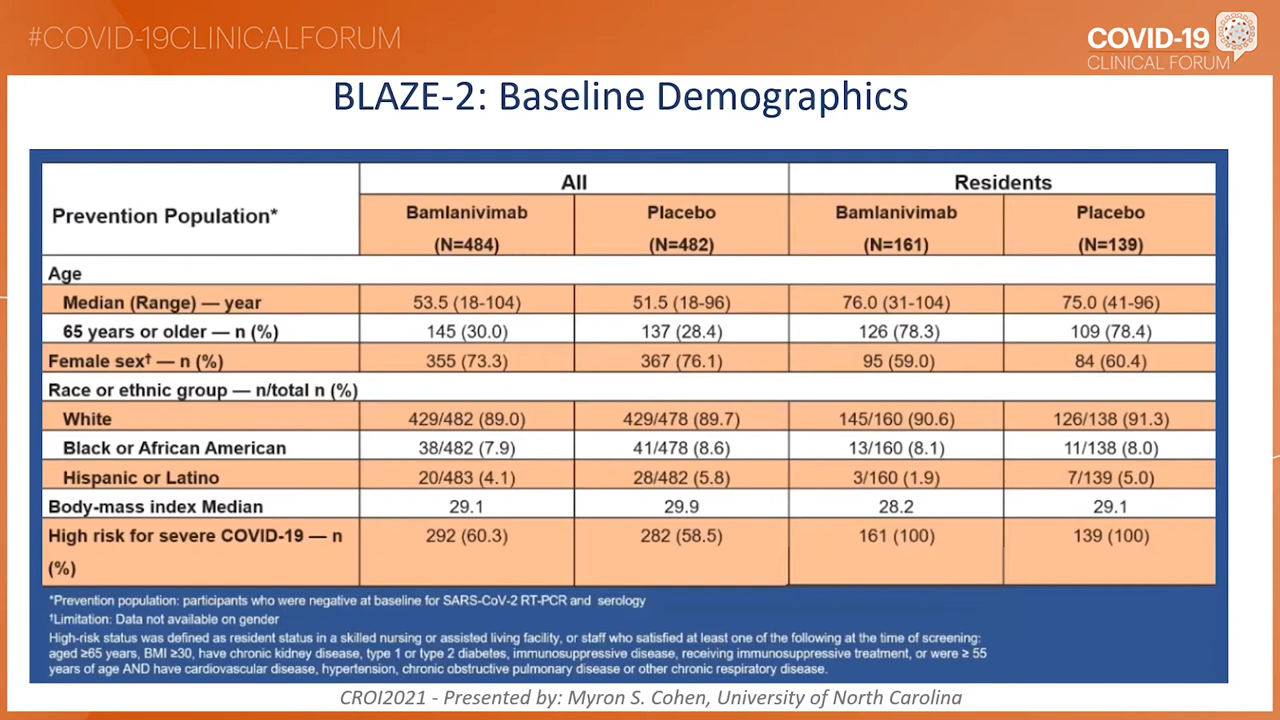 #COVID-19CLINICALFORUM
COVID-19
CLINICAL FORUM
BLAZE-2: Baseline Demographics
Prevention Population* All Residents
Bamlanivimab Placebo Bamlanivimab Placebo
(N=484) (N=482) (N=161) (N=139)
Age
Median (Range) — year 53.5 (18-104) 51.5 (18-96) 76.0 (31-104) 75.0 (41-96)
65 years or older — n (%) 145 (30.0) 137 (28.4) 126 (78.3) 109 (78.4)
Female sex† — n (%) 355 (73.3) 367 (76.1) 95 (59.0) 84 (60.4)
Race or ethnic group — n/total n (%)
White 429/482 (89.0) 429/478 (89.7) 145/160 (90.6) 126/138 (91.3)
Black or African American 38/482 (7.9) 41/478 (8.6) 13/160 (8.1) 11/138 (8.0)
Hispanic or Latino 20/483 (4.1) 28/482 (5.8) 3/160 (1.9) 7/139 (5.0)
Body-mass index Median 29.1 29.9 28.2 29.1
High risk for severe COVID-19 — n 292 (60.3) 282 (58.5) 161 (100) 139 (100)
(%)
*Prevention population: participants who were negative at baseline for SARS-CoV-2 RT-PCR and serology
†Limitation: Data not available on gender
High-risk status was defined as resident status in a skilled nursing or assisted living facility, or staff who satisfied at least one of the following at the time of screening:
aged ≥65 years, BMI ≥30, have chronic kidney disease, type 1 or type 2 diabetes, immunosuppressive disease, receiving immunosuppressive treatment, or were ≥ 55
years of age AND have cardiovascular disease, hypertension, chronic obstructive pulmonary disease or other chronic respiratory disease.
CROI2021 - Presented by: Myron S. Cohen, University of North Carolina